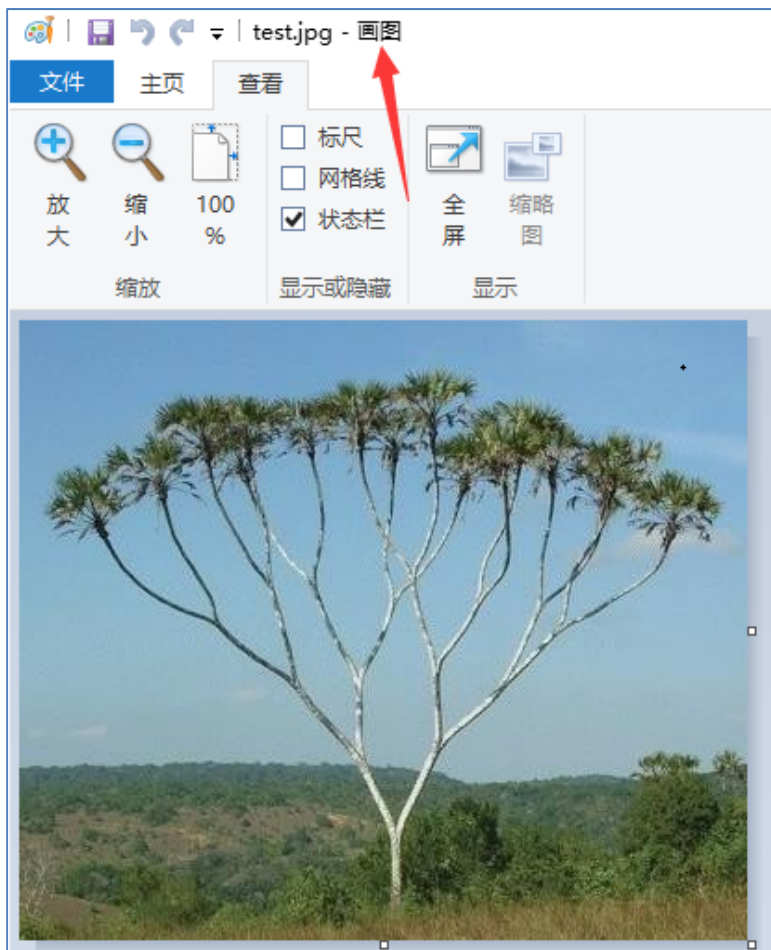 test.jpg - 画图
文件 主页 查看
放大
缩小
100%
标尺
网格线
状态栏
全屏
缩略图
缩放
显示或隐藏
显示